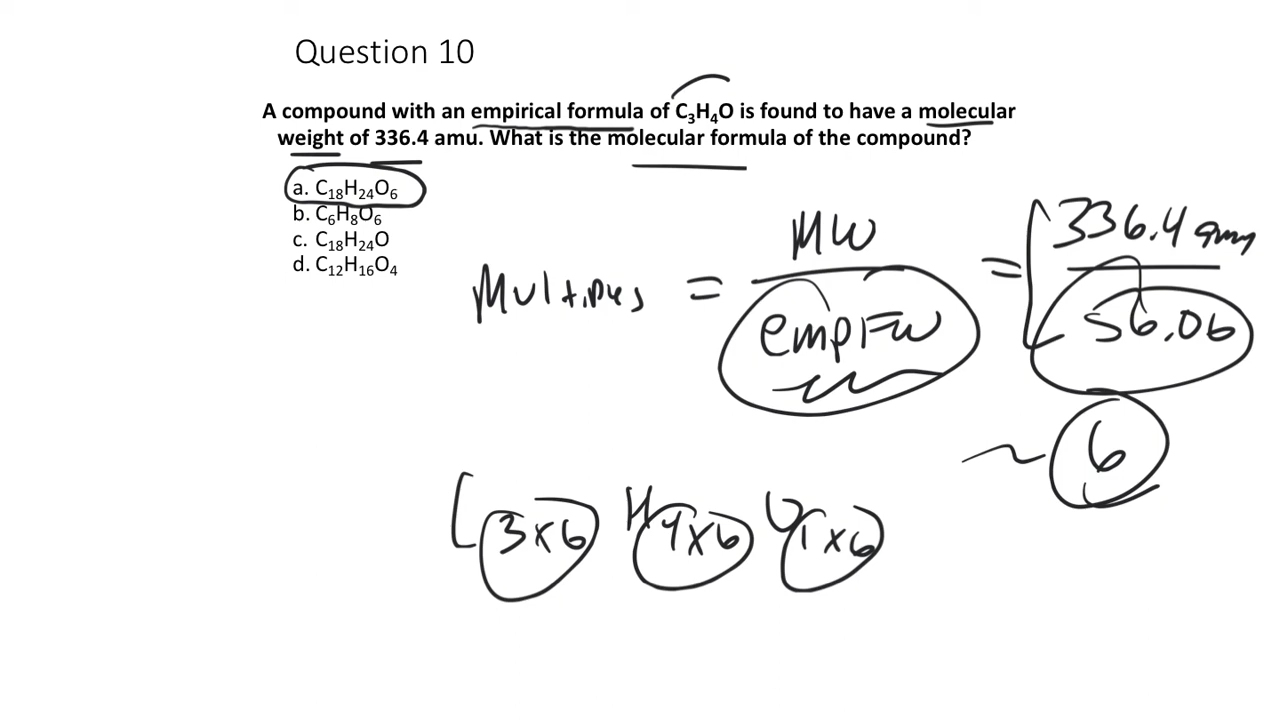 Question 10
A compound with an empirical formula of C₃H₄O is found to have a molecular
weight of 336.4 amu. What is the molecular formula of the compound?
a. C₁₈H₂₄O₆
b. C₆H₈O₆
c. C₁₈H₂₄O
d. C₁₂H₁₆O₄
Multiples = MW / empFW = 336.4 amu / 56.06
~ 6
C 3x6 H 4x6 O 1x6